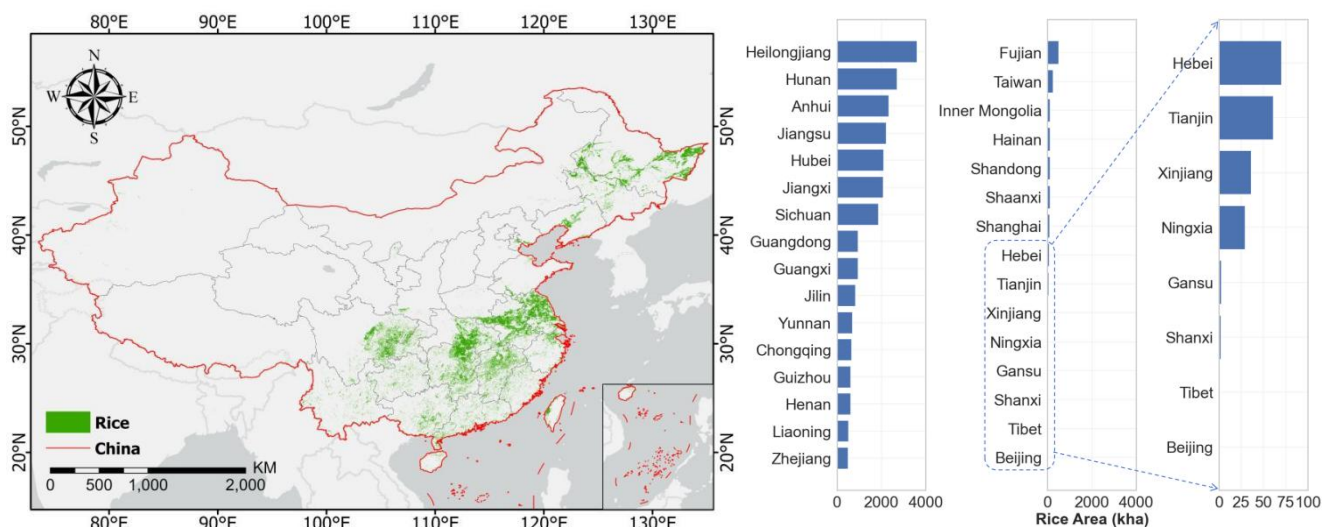 80°E 90°E 100°E 110°E 120°E 130°E
N
W E
S
50°N 50°N
40°N 40°N
30°N 30°N
20°N 20°N
Rice
China
KM
0 500 1,000 2,000
80°E 90°E 100°E 110°E 120°E 130°E
Heilongjiang
Hunan
Anhui
Jiangsu
Hubei
Jiangxi
Sichuan
Guangdong
Guangxi
Jilin
Yunnan
Chongqing
Guizhou
Henan
Liaoning
Zhejiang
0 2000 4000
Fujian
Taiwan
Inner Mongolia
Hainan
Shandong
Shaanxi
Shanghai
Hebei
Tianjin
Xinjiang
Ningxia
Gansu
Shanxi
Tibet
Beijing
0 2000 4000
Rice Area (kha)
Hebei
Tianjin
Xinjiang
Ningxia
Gansu
Shanxi
Tibet
Beijing
0 25 50 75 100